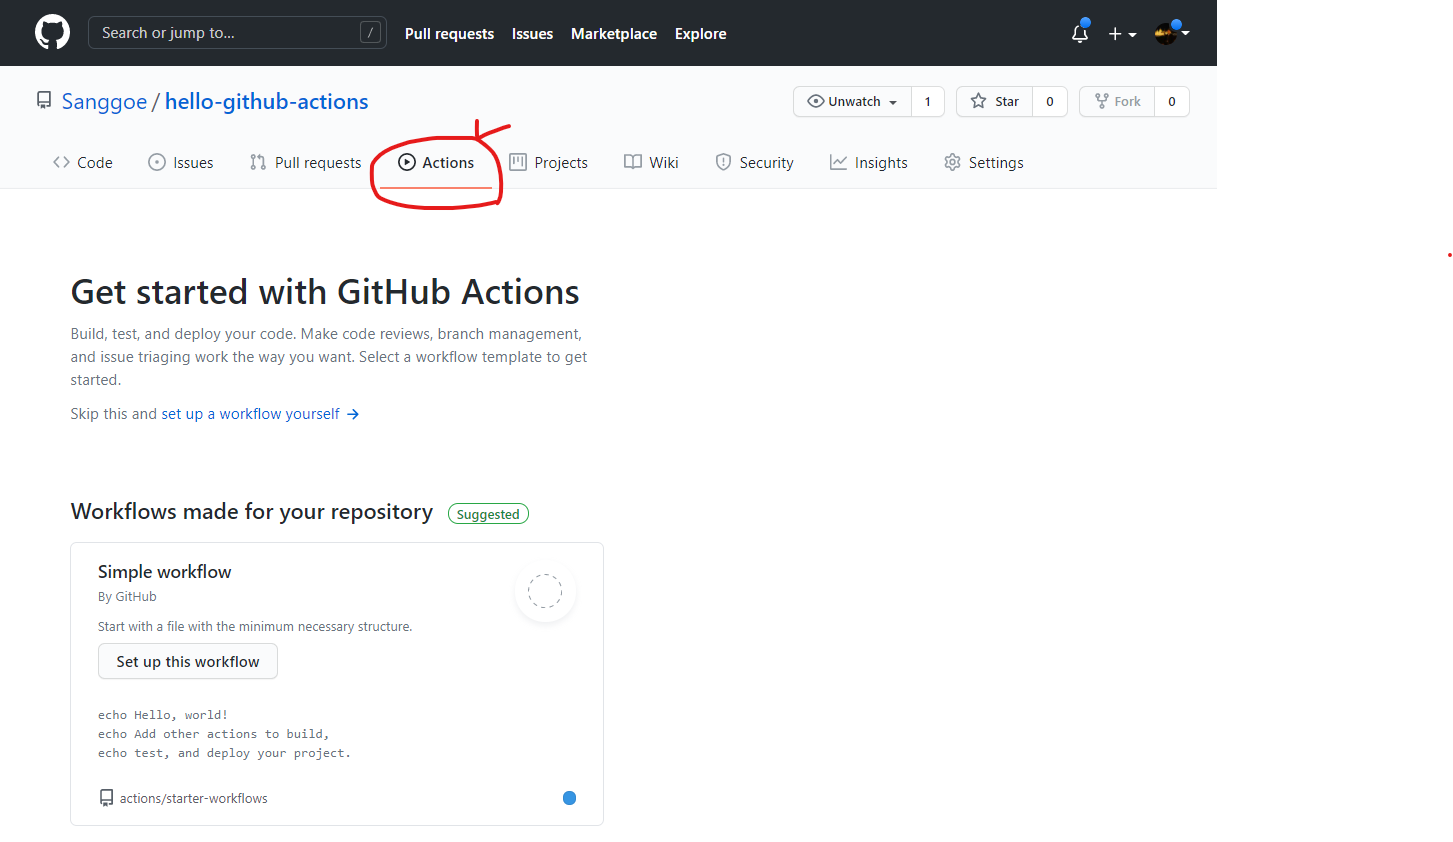 Search or jump to... / Pull requests Issues Marketplace Explore
Sanggoe / hello-github-actions Unwatch 1 Star 0 Fork 0
Code Issues Pull requests Actions Projects Wiki Security Insights Settings
Get started with GitHub Actions
Build, test, and deploy your code. Make code reviews, branch management,
and issue triaging work the way you want. Select a workflow template to get
started.
Skip this and set up a workflow yourself →
Workflows made for your repository Suggested
Simple workflow
By GitHub
Start with a file with the minimum necessary structure.
Set up this workflow
echo Hello, world!
echo Add other actions to build,
echo test, and deploy your project.
actions/starter-workflows